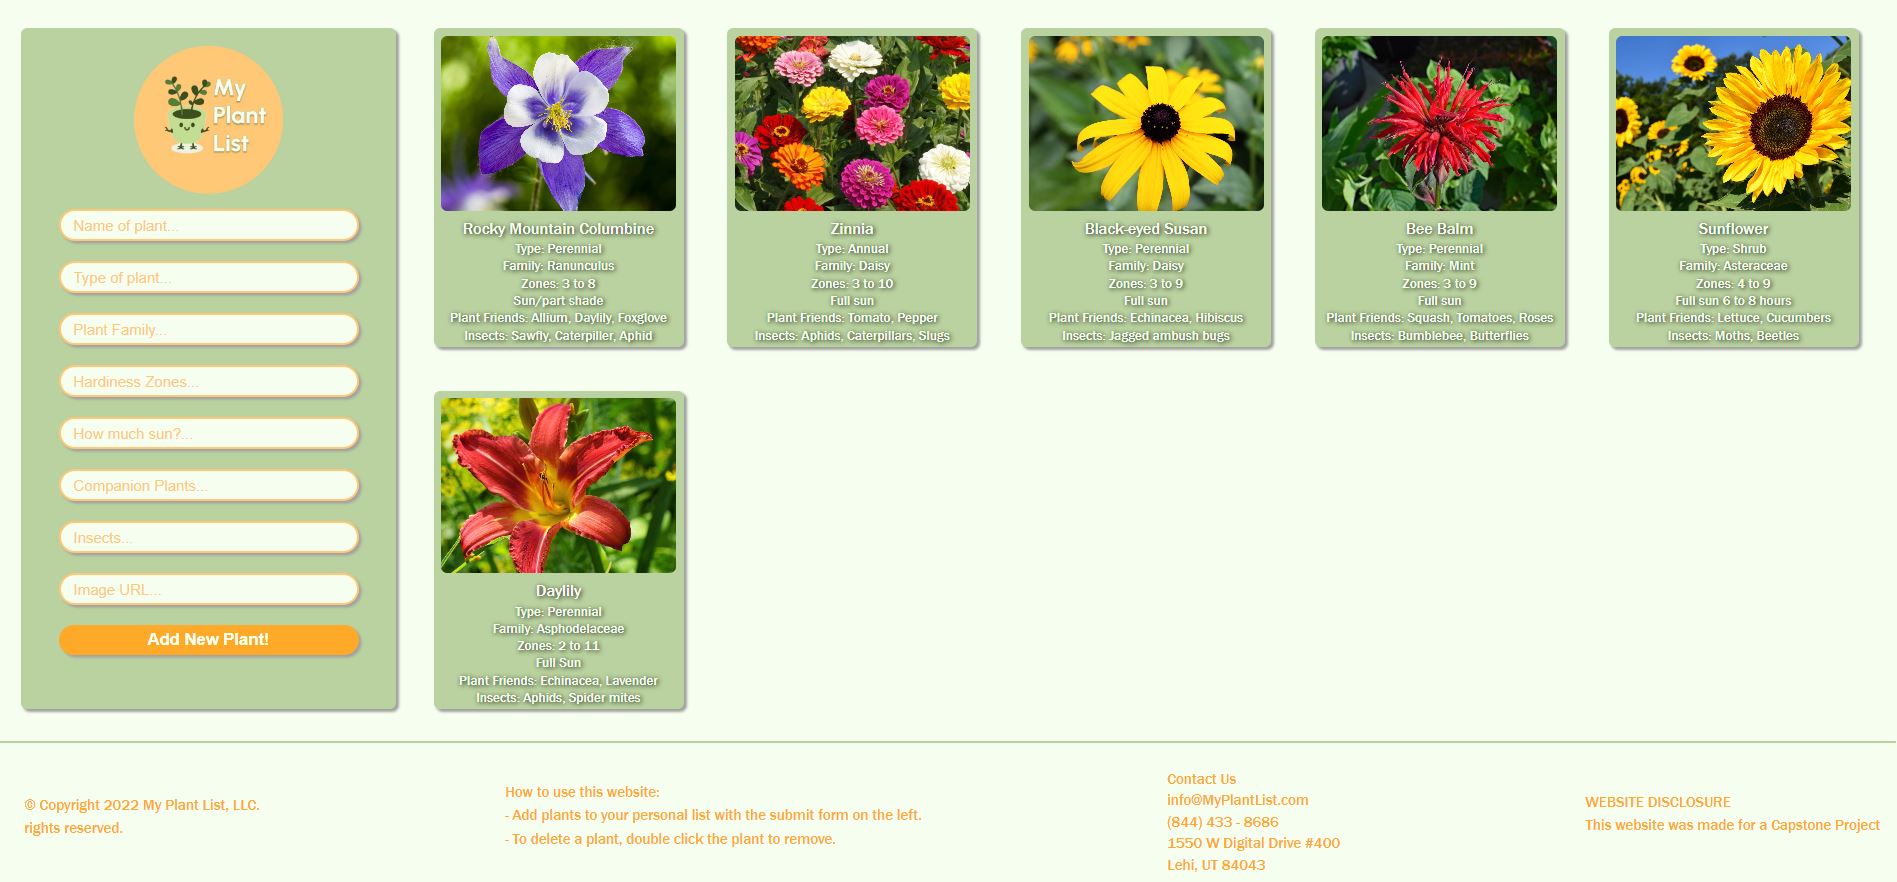 My
Plant
List
Name of plant...
Type of plant...
Plant Family...
Hardiness Zones...
How much sun?...
Companion Plants...
Insects...
Image URL...
Add New Plant!
Rocky Mountain Columbine
Type: Perennial
Family: Ranunculus
Zones: 3 to 8
Sun/part shade
Plant Friends: Allium, Daylily, Foxglove
Insects: Sawfly, Caterpiller, Aphid
Zinnia
Type: Annual
Family: Daisy
Zones: 3 to 10
Full sun
Plant Friends: Tomato, Pepper
Insects: Aphids, Caterpillars, Slugs
Black-eyed Susan
Type: Perennial
Family: Daisy
Zones: 3 to 9
Full sun
Plant Friends: Echinacea, Hibiscus
Insects: Jagged ambush bugs
Bee Balm
Type: Perennial
Family: Mint
Zones: 3 to 9
Full sun
Plant Friends: Squash, Tomatoes, Roses
Insects: Bumblebee, Butterflies
Sunflower
Type: Shrub
Family: Asteraceae
Zones: 4 to 9
Full sun 6 to 8 hours
Plant Friends: Lettuce, Cucumbers
Insects: Moths, Beetles
Daylily
Type: Perennial
Family: Asphodelaceae
Zones: 2 to 11
Full Sun
Plant Friends: Echinacea, Lavender
Insects: Aphids, Spider mites
© Copyright 2022 My Plant List, LLC.
rights reserved.
How to use this website:
- Add plants to your personal list with the submit form on the left.
- To delete a plant, double click the plant to remove.
Contact Us
info@MyPlantList.com
(844) 433 - 8686
1550 W Digital Drive #400
Lehi, UT 84043
WEBSITE DISCLOSURE
This website was made for a Capstone Project